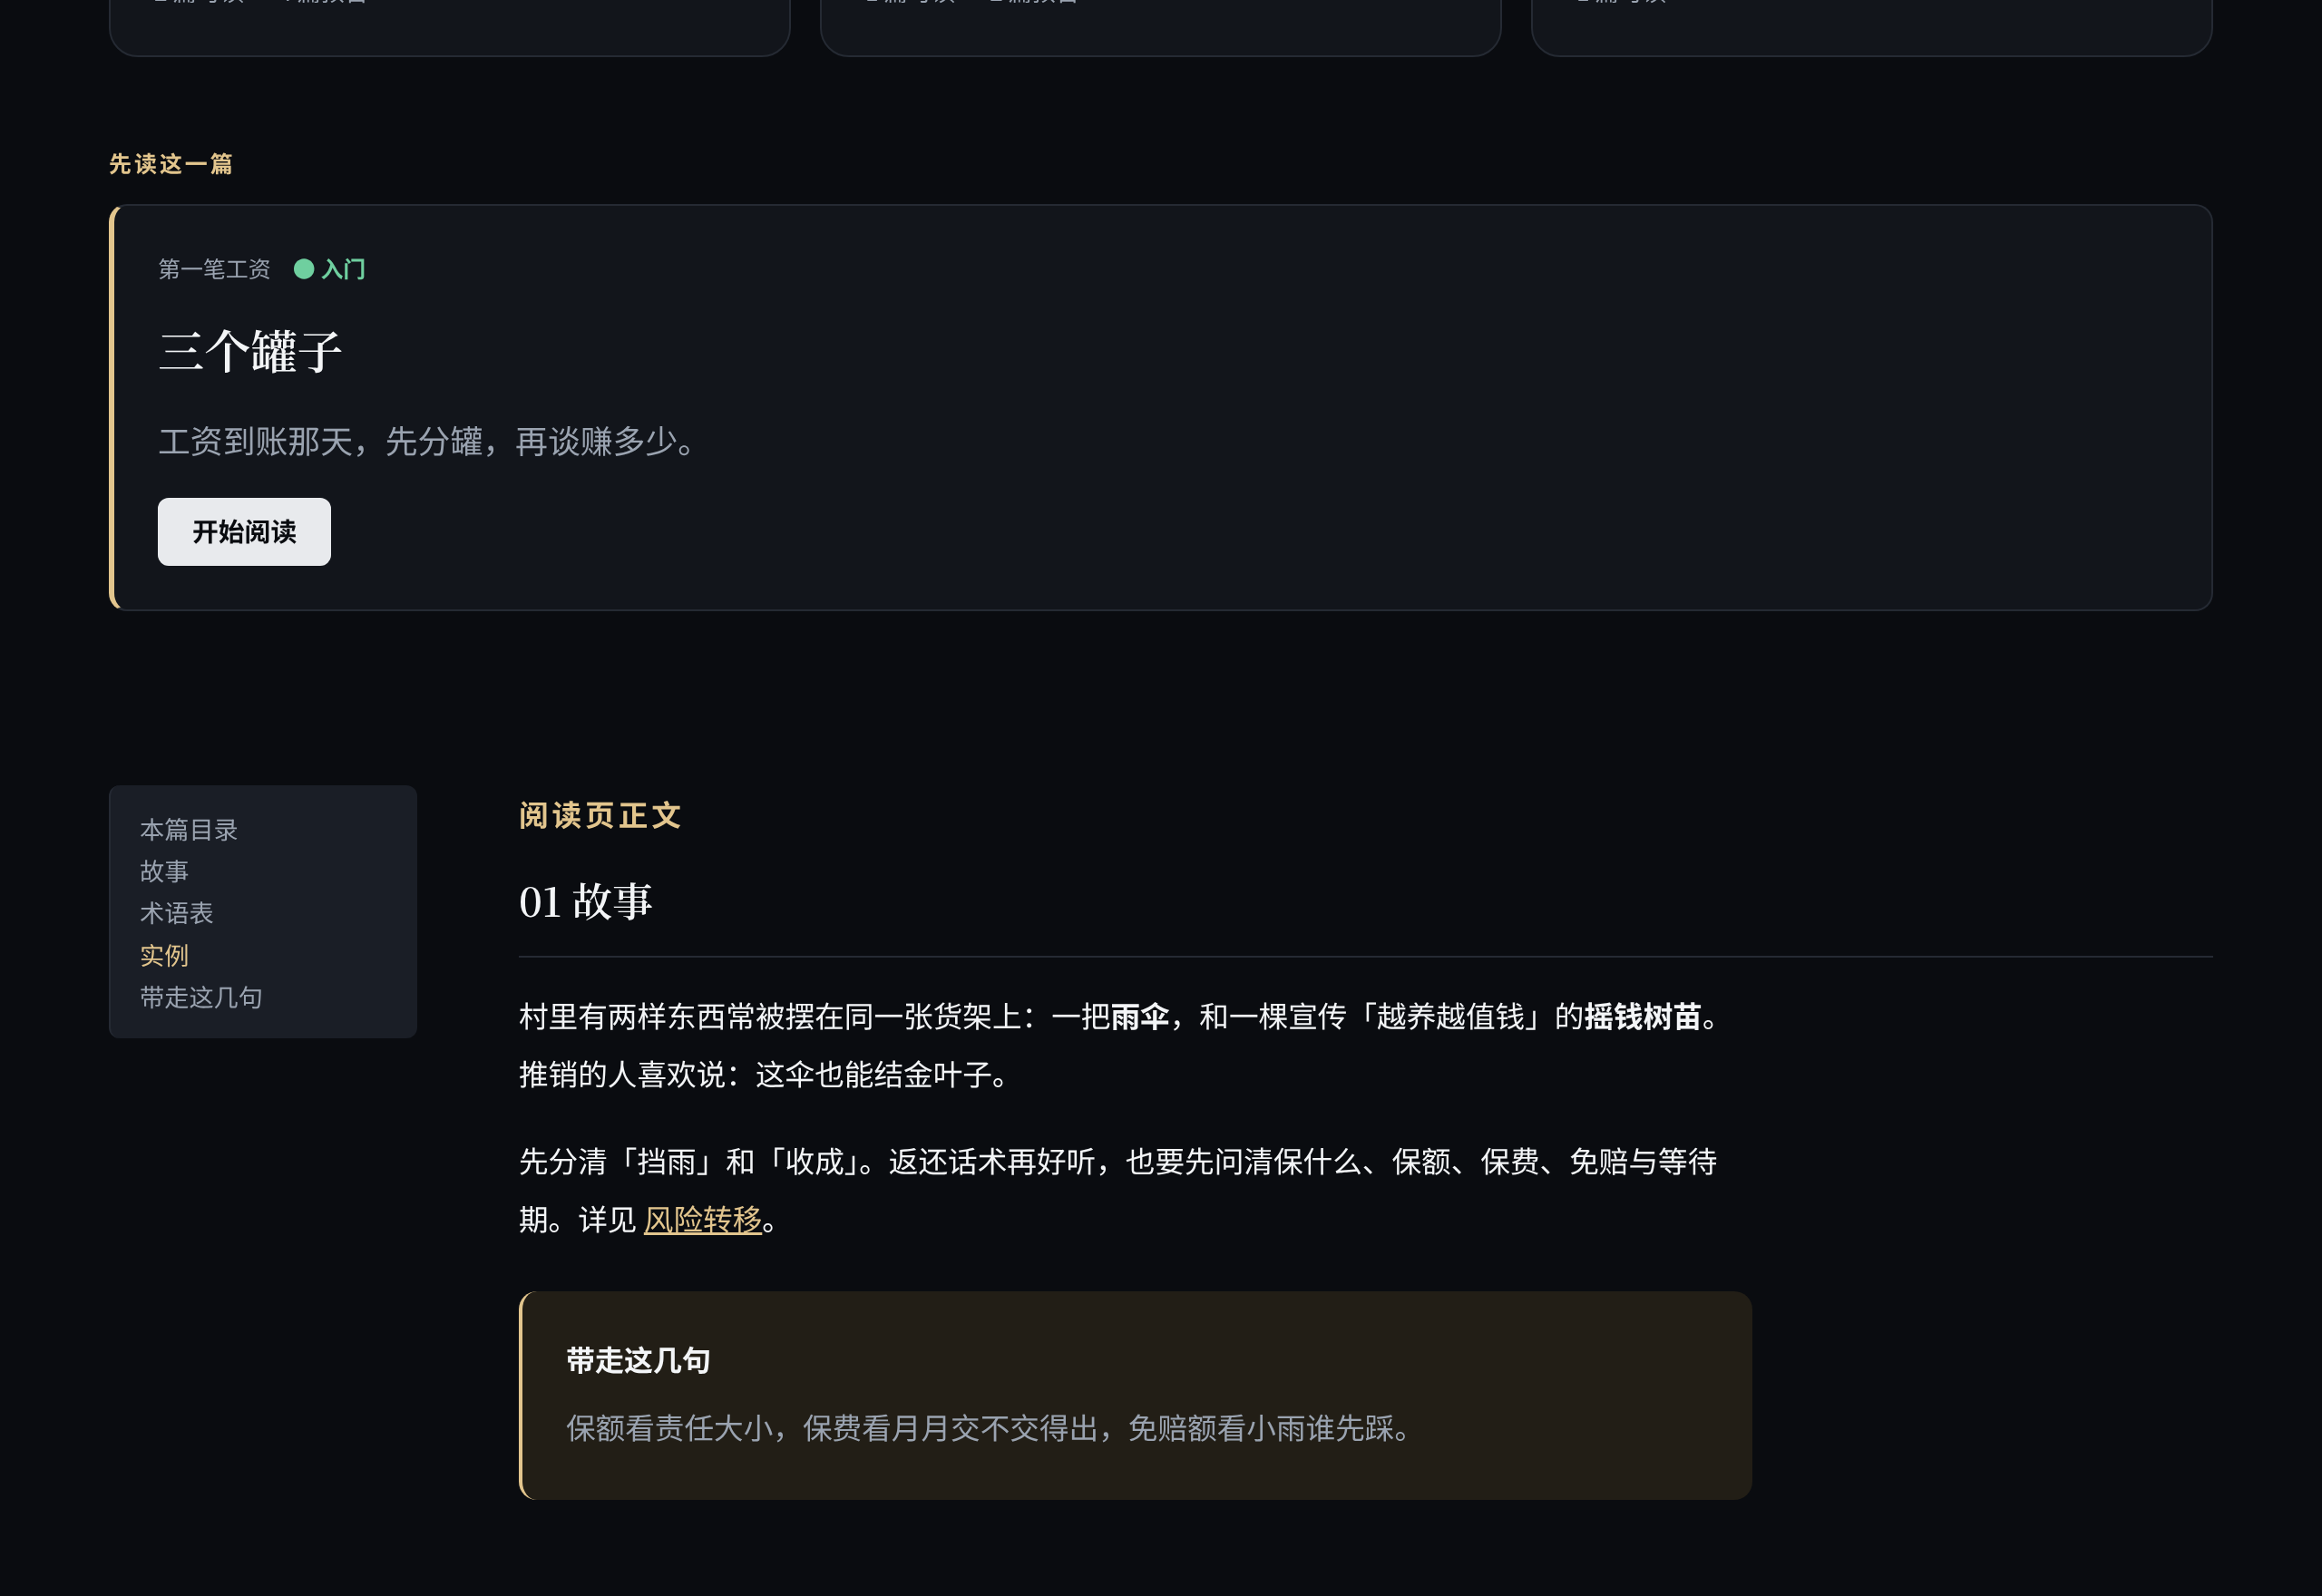 先读这一篇
第一笔工资 入门
三个罐子
工资到账那天，先分罐，再谈赚多少。
开始阅读
本篇目录
故事
术语表
实例
带走这几句
阅读页正文
01 故事
村里有两样东西常被摆在同一张货架上：一把雨伞，和一棵宣传「越养越值钱」的摇钱树苗。
推销的人喜欢说：这伞也能结金叶子。
先分清「挡雨」和「收成」。返还话术再好听，也要先问清保什么、保额、保费、免赔与等待
期。详见 风险转移。
带走这几句
保额看责任大小，保费看月月交不交得出，免赔额看小雨谁先踩。